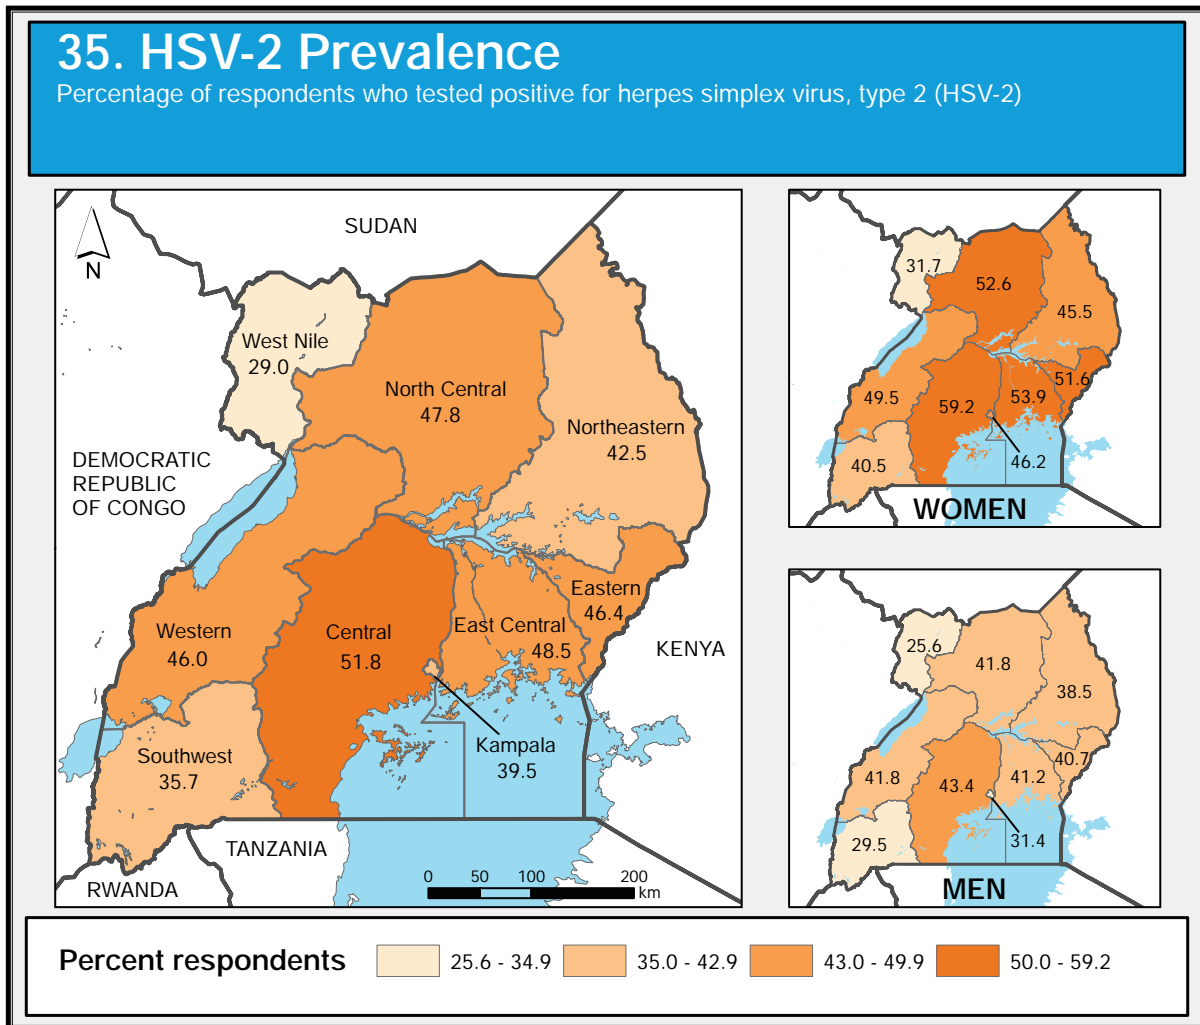 35. HSV-2 Prevalence
Percentage of respondents who tested positive for herpes simplex virus, type 2 (HSV-2)
N
SUDAN
West Nile
29.0
North Central
47.8
Northeastern
42.5
DEMOCRATIC
REPUBLIC
OF CONGO
Eastern
46.4
Western
46.0
Central
51.8
East Central
48.5
KENYA
Southwest
35.7
Kampala
39.5
TANZANIA
RWANDA
0 50 100 200
km
31.7
52.6
45.5
51.6
49.5
59.2
53.9
40.5
46.2
WOMEN
25.6
41.8
38.5
40.7
41.8
43.4
41.2
29.5
31.4
MEN
Percent respondents 25.6 - 34.9 35.0 - 42.9 43.0 - 49.9 50.0 - 59.2